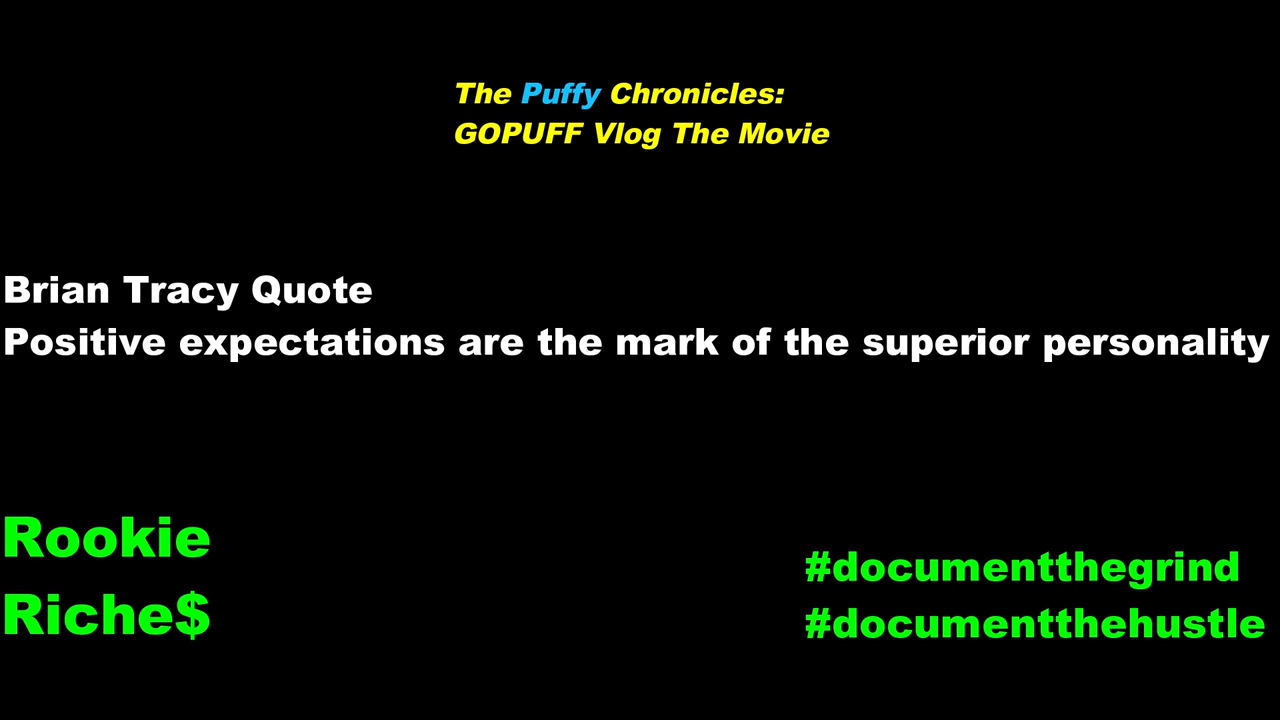 The Puffy Chronicles:
GOPUFF Vlog The Movie
Brian Tracy Quote
Positive expectations are the mark of the superior personality
Rookie
Riche$
#documentthegrind
#documentthehustle